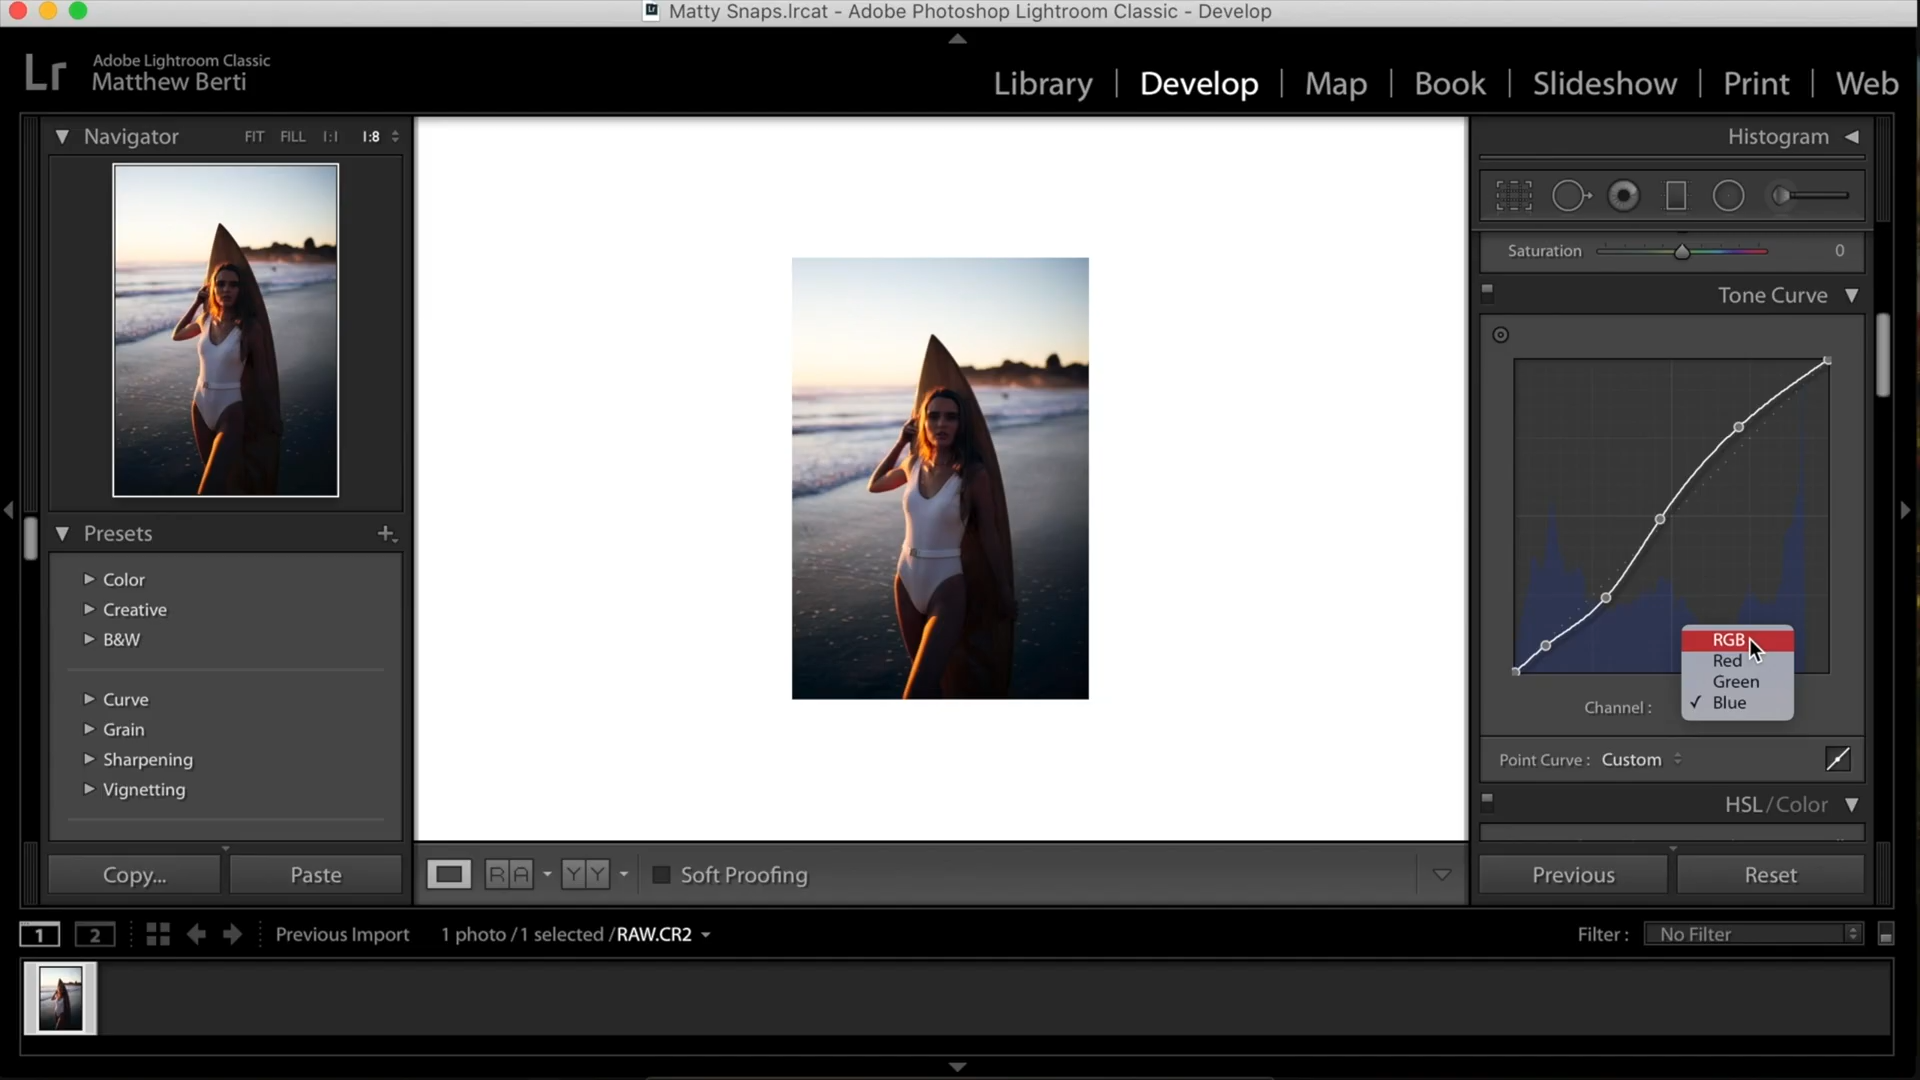 Matty Snaps.lrcat - Adobe Photoshop Lightroom Classic - Develop
Lr
Adobe Lightroom Classic
Matthew Berti
Library | Develop | Map | Book | Slideshow | Print | Web
Navigator FIT FILL 1:1 1:8
Histogram
Saturation 0
Tone Curve
Presets
Color
Creative
B&W
Curve
Grain
Sharpening
Vignetting
RGB
Red
Green
✓ Blue
Channel :
Point Curve : Custom
HSL / Color
Copy... Paste
R A Y Y Soft Proofing
Previous Reset
1 2 Previous Import 1 photo / 1 selected / RAW.CR2
Filter : No Filter